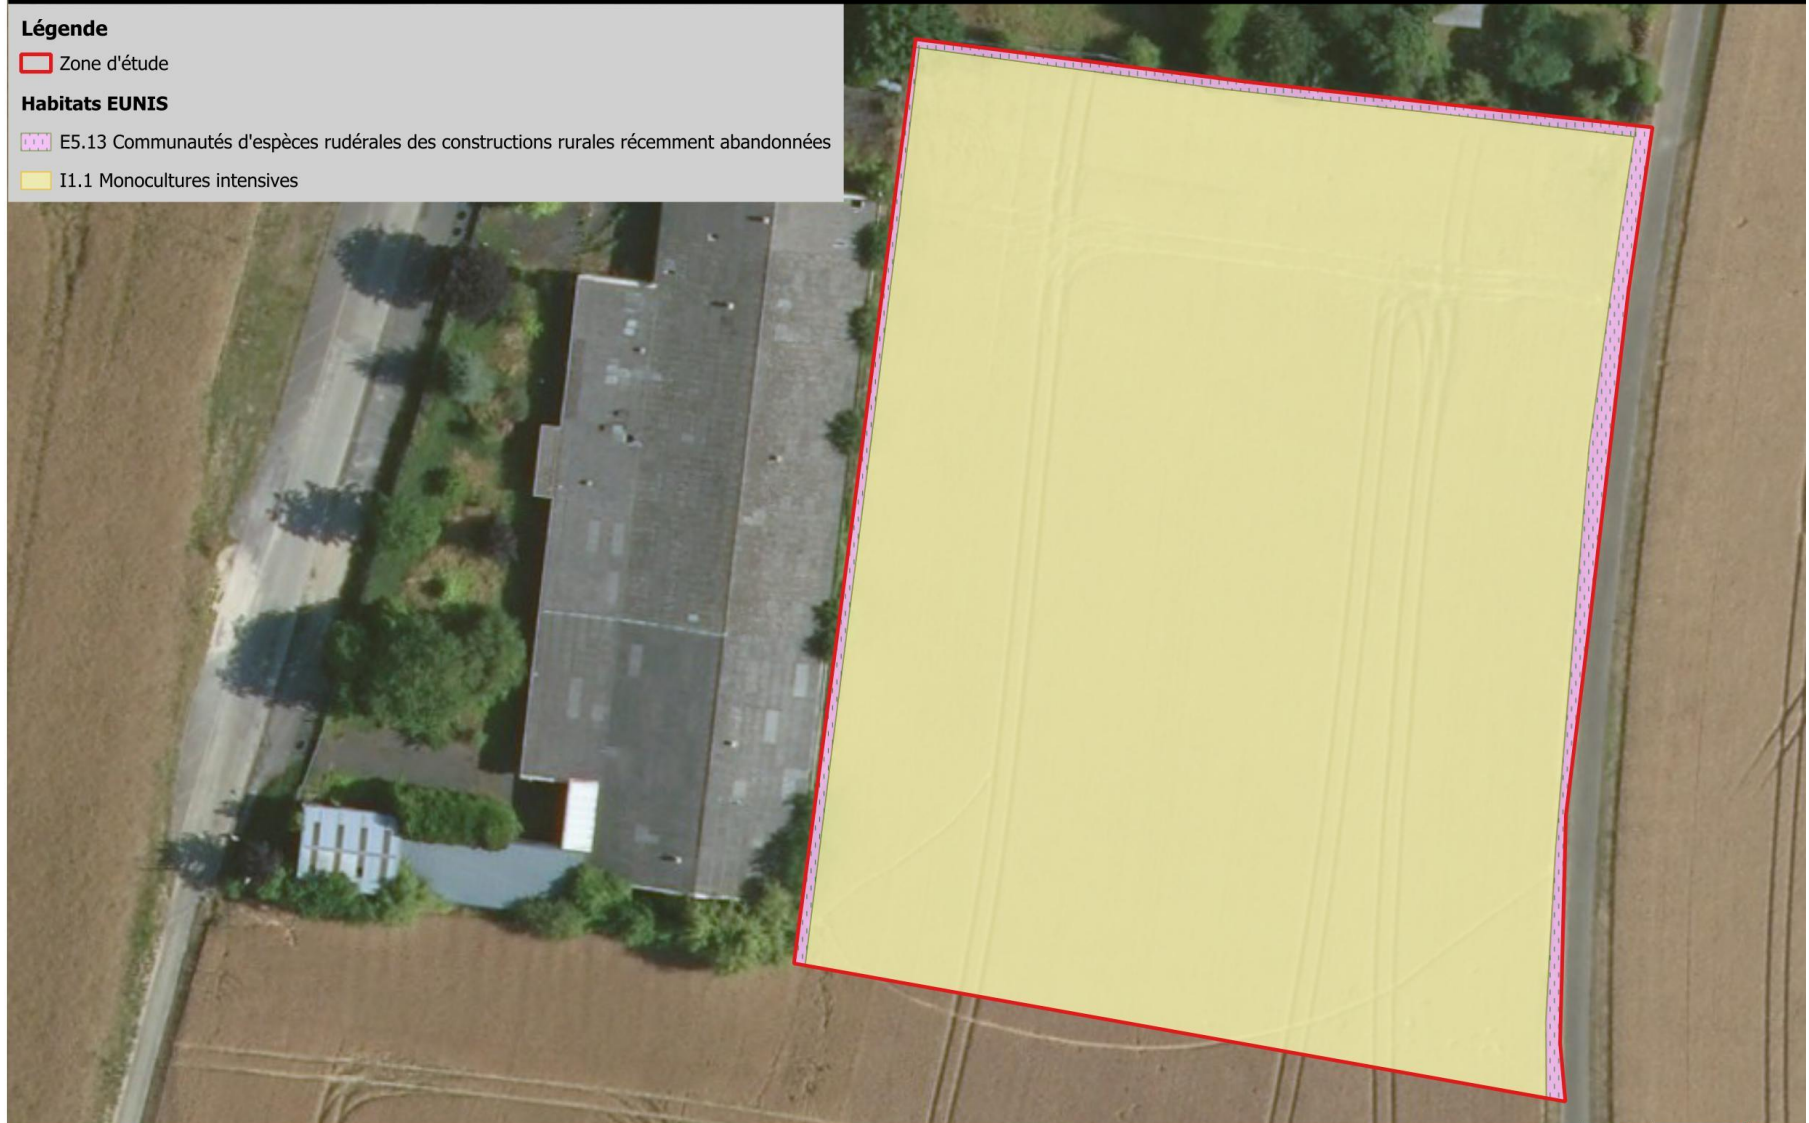 Légende
Zone d'étude
Habitats EUNIS
E5.13 Communautés d'espèces rudérales des constructions rurales récemment abandonnées
I1.1 Monocultures intensives